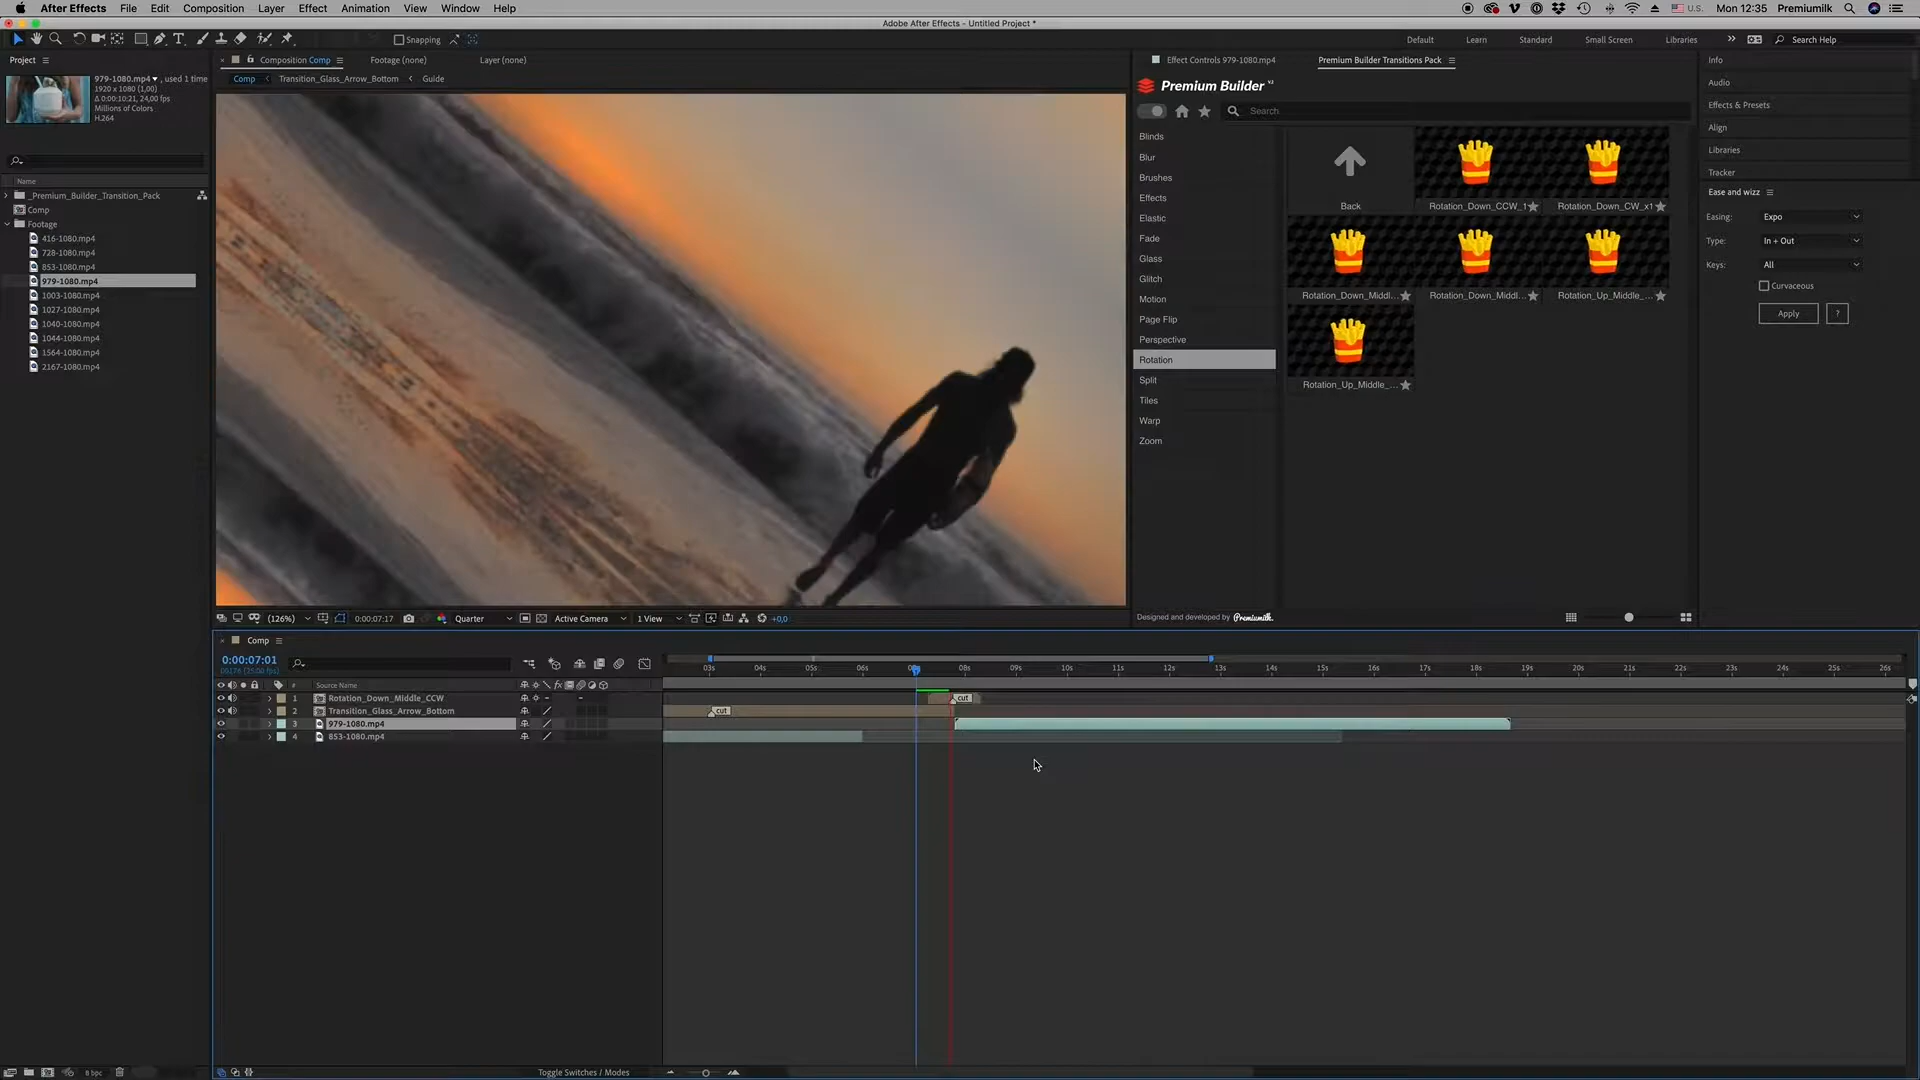 After Effects File Edit Composition Layer Effect Animation View Window Help
U.S. Mon 12:35 Premiumilk
Adobe After Effects - Untitled Project *
Snapping
Default Learn Standard Small Screen Libraries » Search Help
Project
979-1080.mp4 , used 1 time
1920 x 1080 (1,00)
Δ 0:00:10:21, 24,00 fps
Millions of Colors
H.264
Name
_Premium_Builder_Transition_Pack
Comp
Footage
416-1080.mp4
728-1080.mp4
853-1080.mp4
979-1080.mp4
1003-1080.mp4
1027-1080.mp4
1040-1080.mp4
1044-1080.mp4
1564-1080.mp4
2167-1080.mp4
8 bpc
Composition Comp Footage (none) Layer (none)
Comp Transition_Glass_Arrow_Bottom Guide
(126%) 0:00:07:17 Quarter Active Camera 1 View +0,0
Effect Controls 979-1080.mp4 Premium Builder Transitions Pack
Premium Builder
Search
Blinds
Blur
Brushes
Effects
Elastic
Fade
Glass
Glitch
Motion
Page Flip
Perspective
Rotation
Split
Tiles
Warp
Zoom
Back Rotation_Down_CCW_1 Rotation_Down_CW_x1
Rotation_Down_Middl... Rotation_Down_Middl... Rotation_Up_Middle_...
Rotation_Up_Middle_...
Designed and developed by Premiumilk.
Info
Audio
Effects & Presets
Align
Libraries
Tracker
Ease and wizz
Easing: Expo
Type: In + Out
Keys: All
Curvaceous
Apply ?
Comp
0:00:07:01
# Source Name fx
03s 04s 05s 06s 08s 09s 10s 11s 12s 13s 14s 15s 16s 17s 18s 19s 20s 21s 22s 23s 24s 25s 26s
1 Rotation_Down_Middle_CCW cut
2 Transition_Glass_Arrow_Bottom cut
3 979-1080.mp4
4 853-1080.mp4
Toggle Switches / Modes